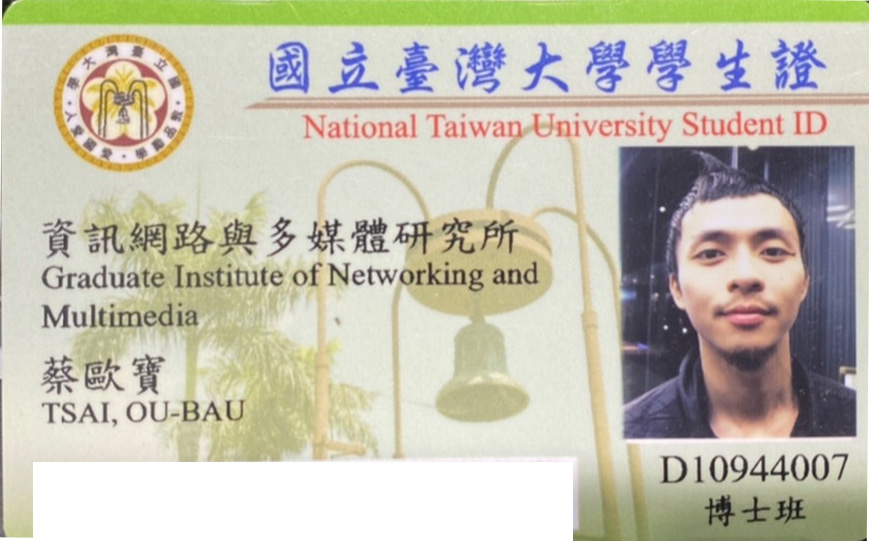 國立臺灣大學學生證
National Taiwan University Student ID
資訊網路與多媒體研究所
Graduate Institute of Networking and
Multimedia
蔡歐寶
TSAI, OU-BAU
D10944007
博士班